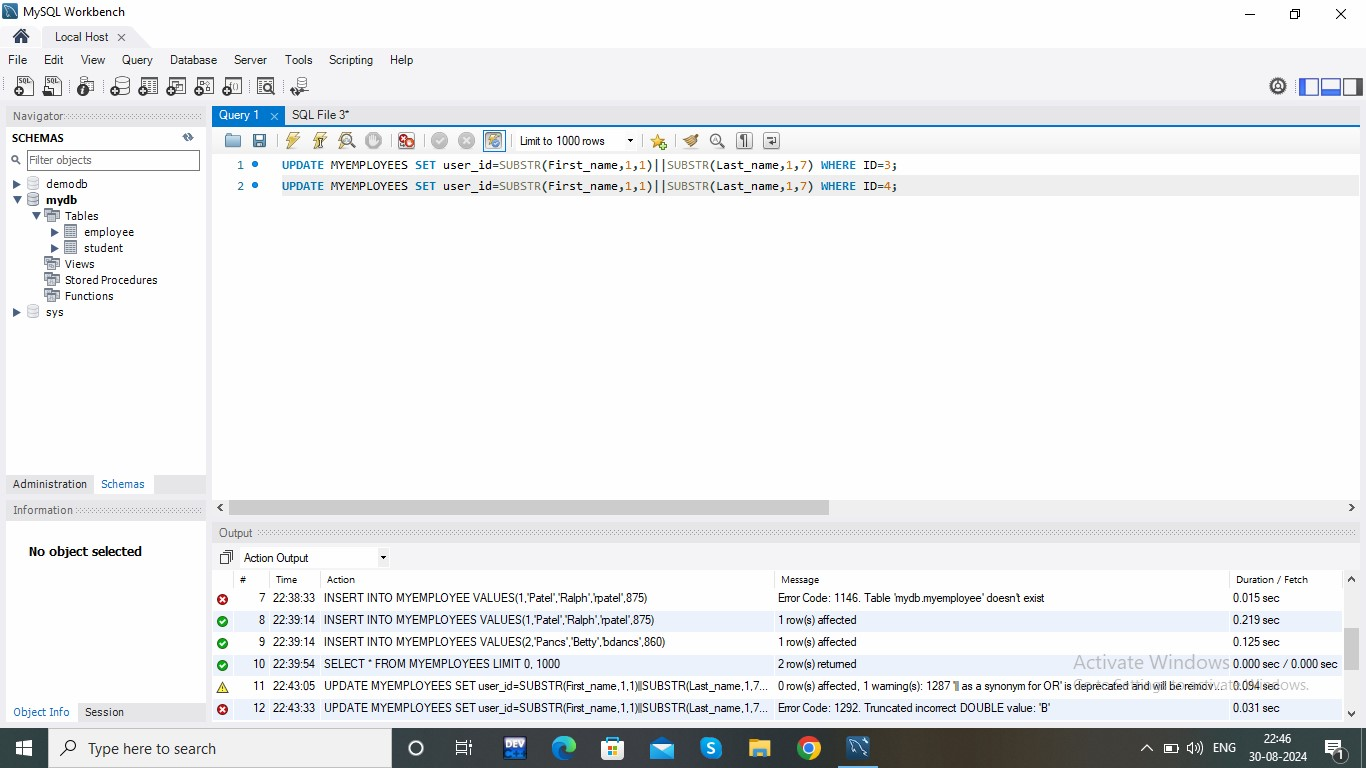 MySQL Workbench
Local Host
File Edit View Query Database Server Tools Scripting Help
Navigator
Query 1 SQL File 3*
SCHEMAS
Limit to 1000 rows
Filter objects
1 UPDATE MYEMPLOYEES SET user_id=SUBSTR(First_name,1,1)||SUBSTR(Last_name,1,7) WHERE ID=3;
2 UPDATE MYEMPLOYEES SET user_id=SUBSTR(First_name,1,1)||SUBSTR(Last_name,1,7) WHERE ID=4;
demodb
mydb
Tables
employee
student
Views
Stored Procedures
Functions
sys
Administration Schemas
Information
No object selected
Object Info Session
Output
Action Output
# Time Action Message Duration / Fetch
7 22:38:33 INSERT INTO MYEMPLOYEE VALUES(1,'Patel','Ralph','rpatel',875) Error Code: 1146. Table 'mydb.myemployee' doesn't exist 0.015 sec
8 22:39:14 INSERT INTO MYEMPLOYEES VALUES(1,'Patel','Ralph','rpatel',875) 1 row(s) affected 0.219 sec
9 22:39:14 INSERT INTO MYEMPLOYEES VALUES(2,'Pancs','Betty','bdancs',860) 1 row(s) affected 0.125 sec
10 22:39:54 SELECT * FROM MYEMPLOYEES LIMIT 0, 1000 2 row(s) returned 0.000 sec / 0.000 sec
11 22:43:05 UPDATE MYEMPLOYEES SET user_id=SUBSTR(First_name,1,1)||SUBSTR(Last_name,1,7... 0 row(s) affected, 1 warning(s): 1287 '|| as a synonym for OR' is deprecated and will be remov... 0.094 sec
12 22:43:33 UPDATE MYEMPLOYEES SET user_id=SUBSTR(First_name,1,1)||SUBSTR(Last_name,1,7... Error Code: 1292. Truncated incorrect DOUBLE value: 'B' 0.031 sec
Activate Windows
Go to Settings to activate Windows.
Type here to search
DEV
ENG
22:46
30-08-2024
1